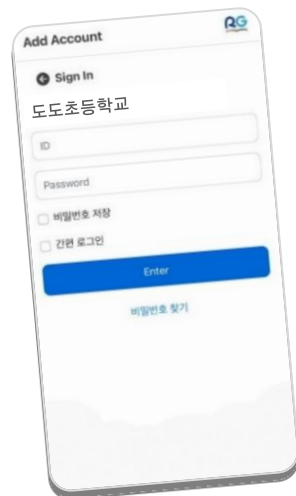 Add Account
RG
Sign In
도도초등학교
ID
Password
비밀번호 저장
간편 로그인
Enter
비밀번호 찾기